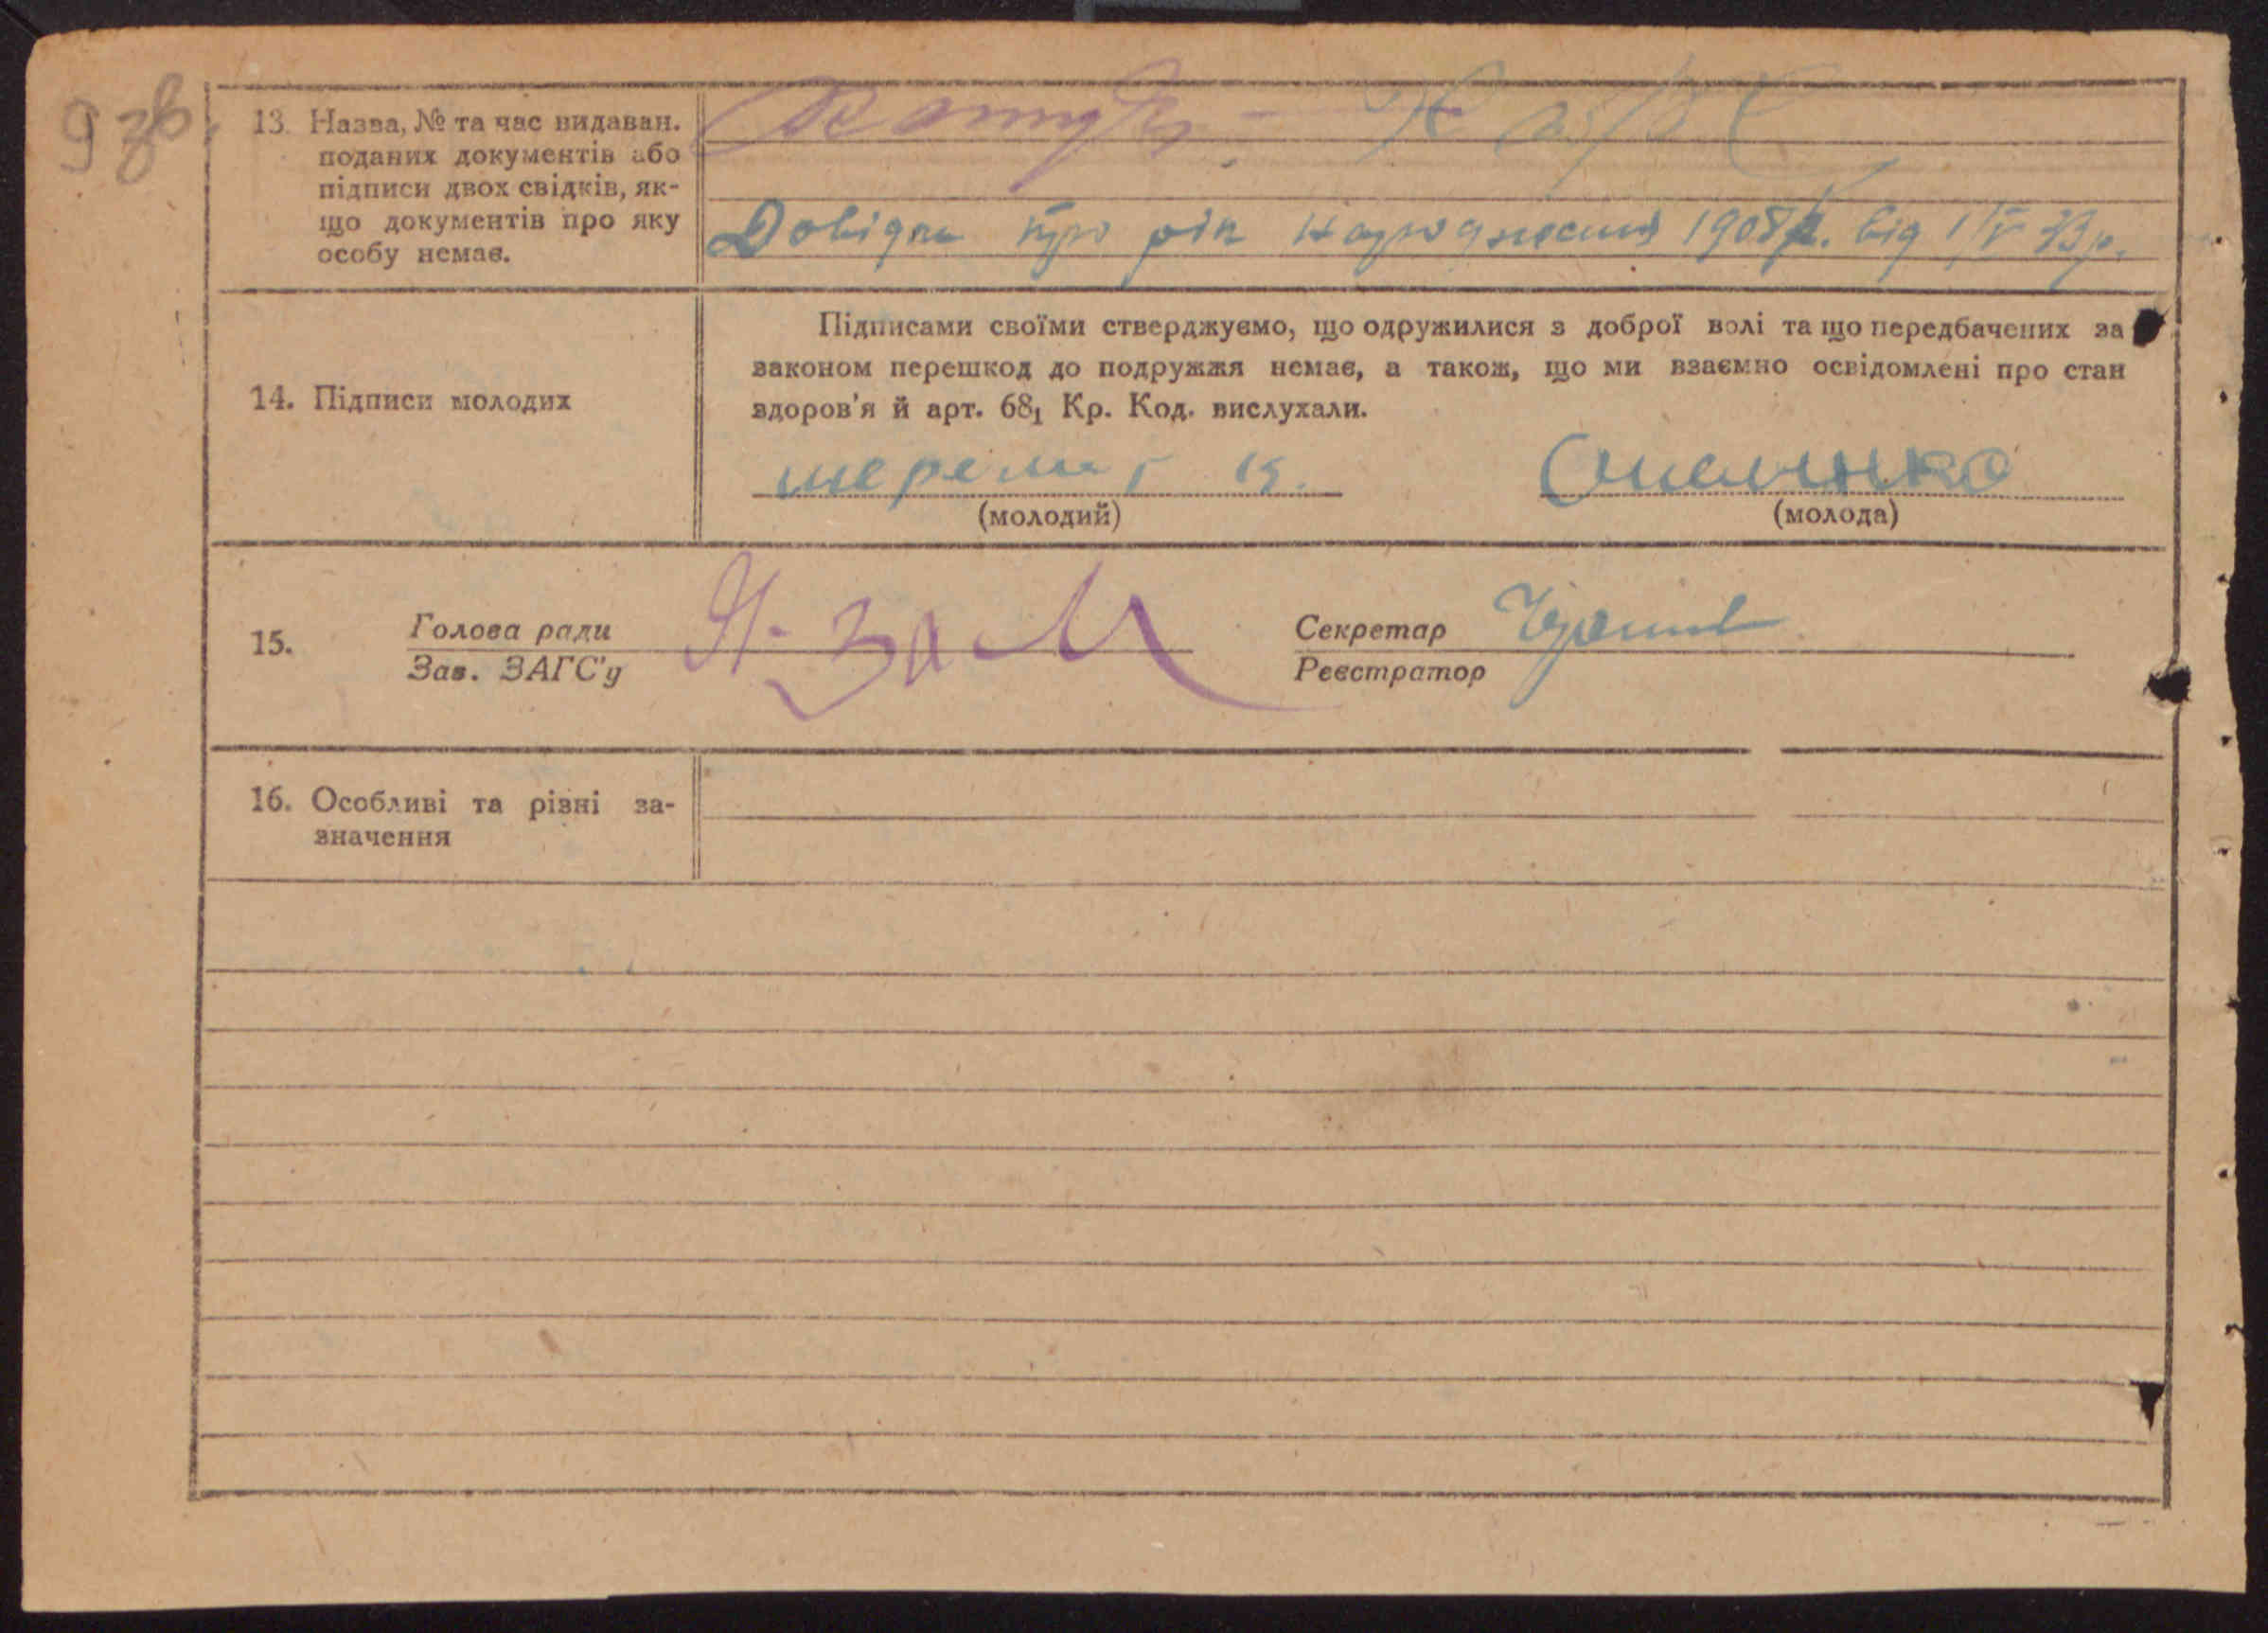 9 зв.
13. Назва, № та час видаван.
поданих документів або
підписи двох свідків, як-
що документів про яку
особу немає.
Довідка про рік народження 1908р. від 1/V 33р.
14. Підписи молодих
Підписами своїми стверджуємо, що одружилися з доброї волі та що передбачених за
законом перешкод до подружжя немає, а також, що ми взаємно освідомлені про стан
здоров'я й арт. 68₁ Кр. Код. вислухали.
(молодий) (молода)
15. Голова ради
Зав. ЗАГС'у
Секретар
Реєстратор
16. Особливі та різні за-
значення